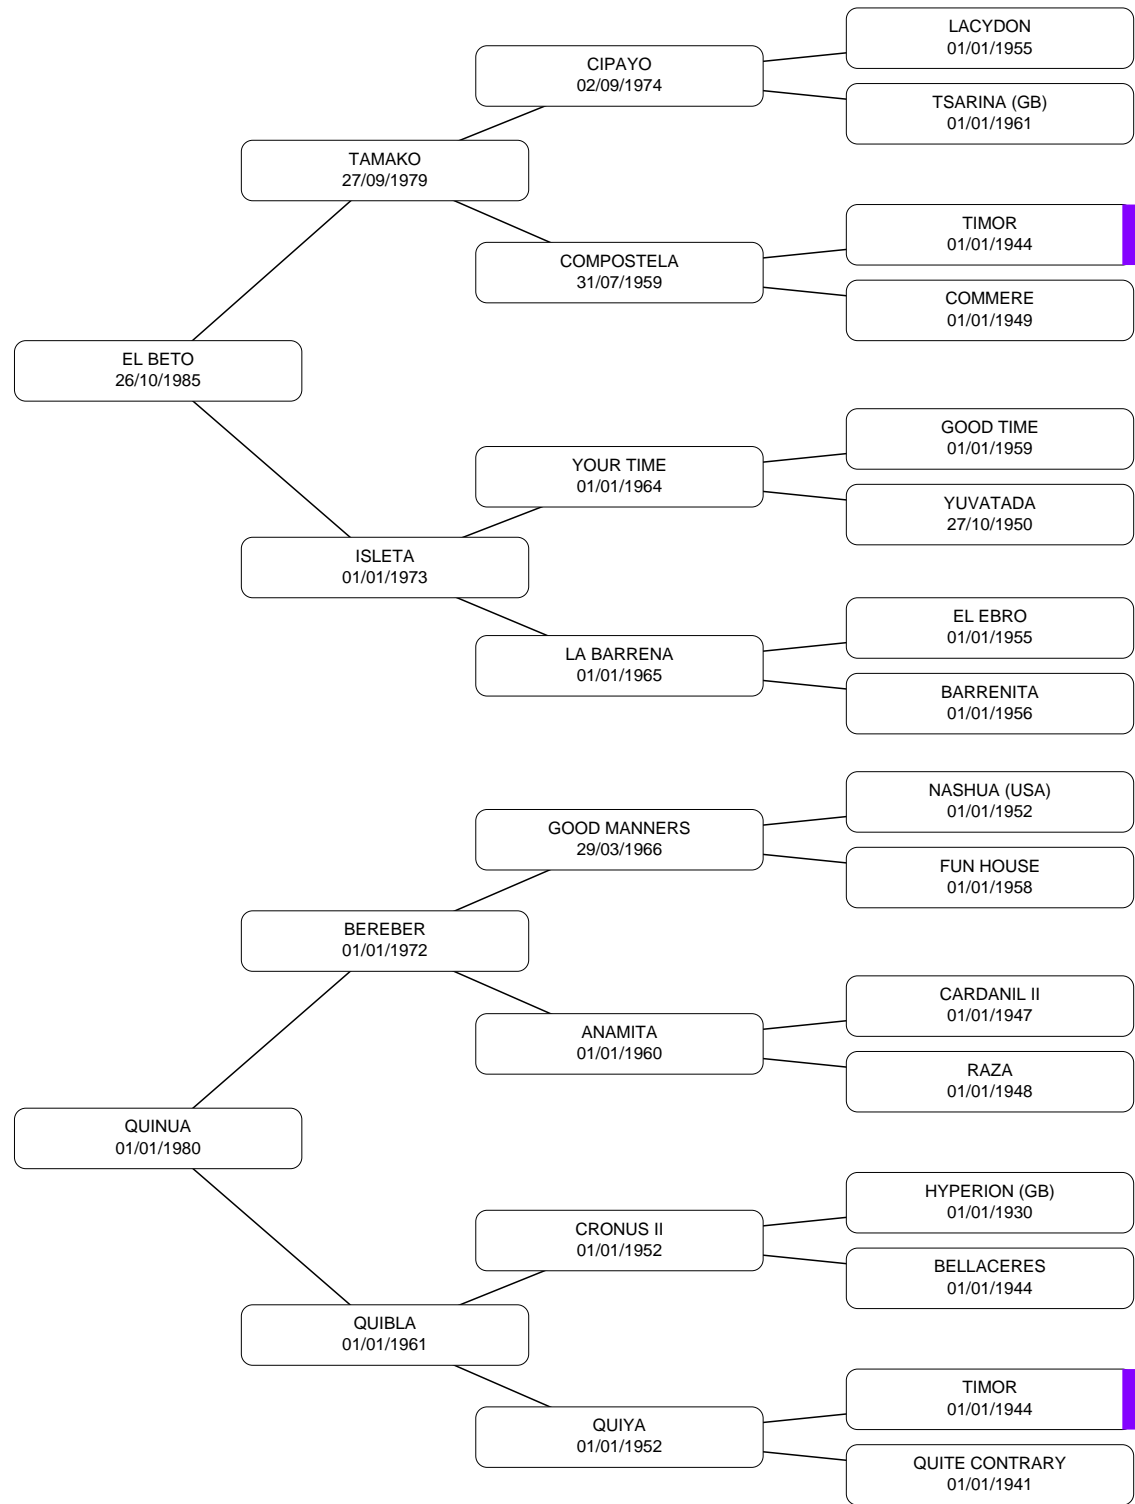 LACYDON
01/01/1955
CIPAYO
02/09/1974
TSARINA (GB)
01/01/1961
TAMAKO
27/09/1979
TIMOR
01/01/1944
COMPOSTELA
31/07/1959
COMMERE
01/01/1949
EL BETO
26/10/1985
GOOD TIME
01/01/1959
YOUR TIME
01/01/1964
YUVATADA
27/10/1950
ISLETA
01/01/1973
EL EBRO
01/01/1955
LA BARRENA
01/01/1965
BARRENITA
01/01/1956
NASHUA (USA)
01/01/1952
GOOD MANNERS
29/03/1966
FUN HOUSE
01/01/1958
BEREBER
01/01/1972
CARDANIL II
01/01/1947
ANAMITA
01/01/1960
RAZA
01/01/1948
QUINUA
01/01/1980
HYPERION (GB)
01/01/1930
CRONUS II
01/01/1952
BELLACERES
01/01/1944
QUIBLA
01/01/1961
TIMOR
01/01/1944
QUIYA
01/01/1952
QUITE CONTRARY
01/01/1941